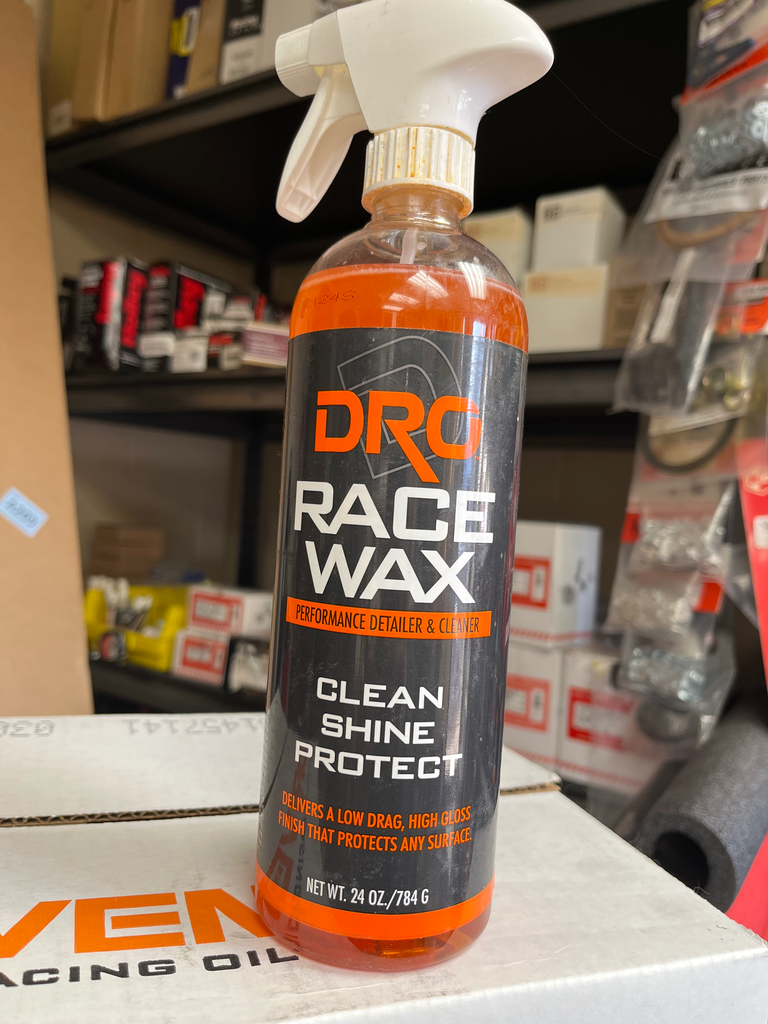 DRO
RACE
WAX
PERFORMANCE DETAILER & CLEANER
CLEAN
SHINE
PROTECT
DELIVERS A LOW DRAG, HIGH GLOSS
FINISH THAT PROTECTS ANY SURFACE.
NET WT. 24 OZ./784 G
VEN
ACING OIL